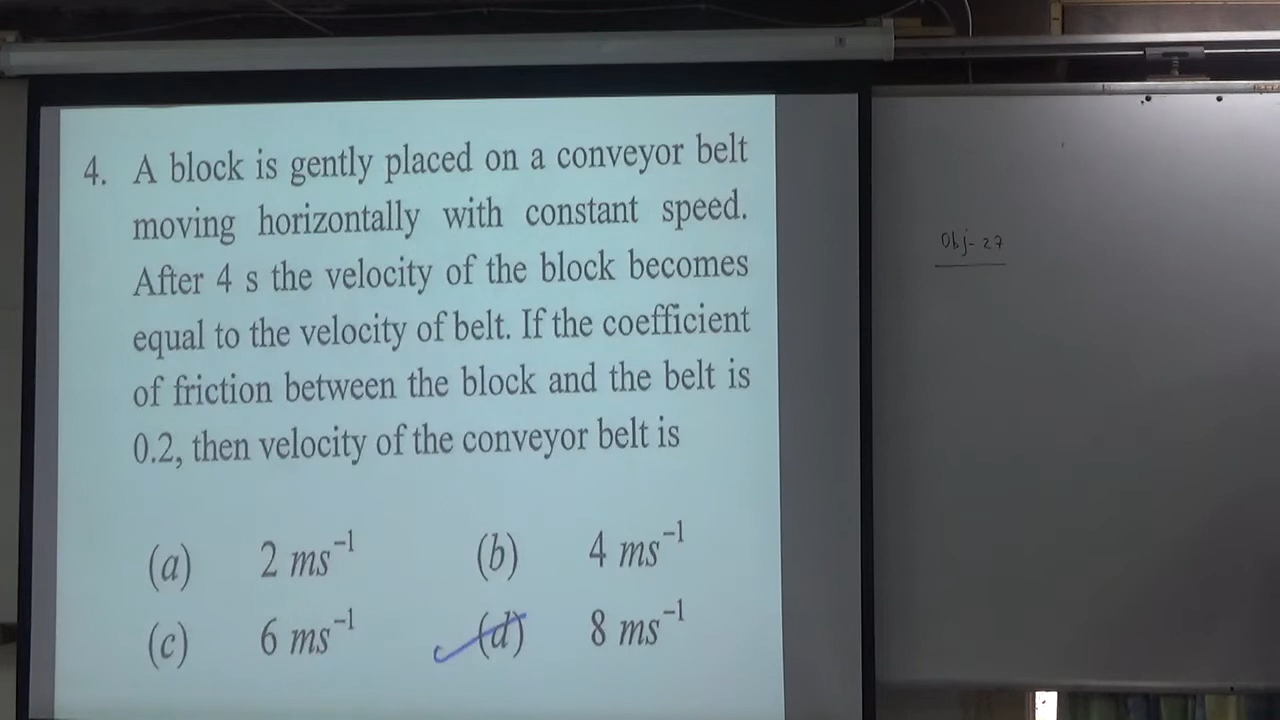 4. A block is gently placed on a conveyor belt
moving horizontally with constant speed.
After 4 s the velocity of the block becomes
equal to the velocity of belt. If the coefficient
of friction between the block and the belt is
0.2, then velocity of the conveyor belt is
(a) 2 ms⁻¹ (b) 4 ms⁻¹
(c) 6 ms⁻¹ (d) 8 ms⁻¹
Obj-27